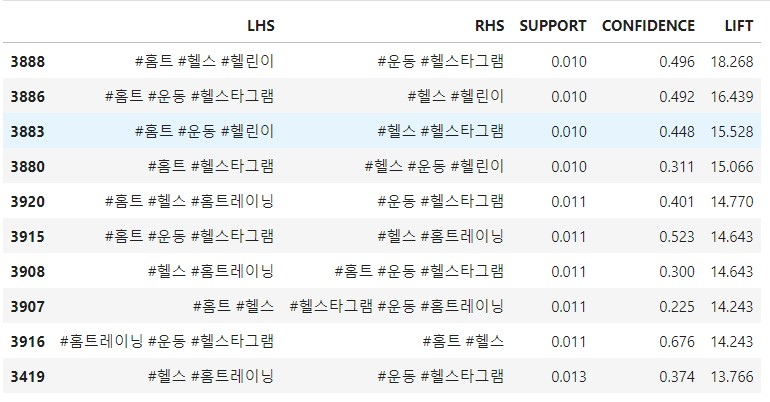 LHS RHS SUPPORT CONFIDENCE LIFT
3888 #홈트 #헬스 #헬린이 #운동 #헬스타그램 0.010 0.496 18.268
3886 #홈트 #운동 #헬스타그램 #헬스 #헬린이 0.010 0.492 16.439
3883 #홈트 #운동 #헬린이 #헬스 #헬스타그램 0.010 0.448 15.528
3880 #홈트 #헬스타그램 #헬스 #운동 #헬린이 0.010 0.311 15.066
3920 #홈트 #헬스 #홈트레이닝 #운동 #헬스타그램 0.011 0.401 14.770
3915 #홈트 #운동 #헬스타그램 #헬스 #홈트레이닝 0.011 0.523 14.643
3908 #헬스 #홈트레이닝 #홈트 #운동 #헬스타그램 0.011 0.300 14.643
3907 #홈트 #헬스 #헬스타그램 #운동 #홈트레이닝 0.011 0.225 14.243
3916 #홈트레이닝 #운동 #헬스타그램 #홈트 #헬스 0.011 0.676 14.243
3419 #헬스 #홈트레이닝 #운동 #헬스타그램 0.013 0.374 13.766